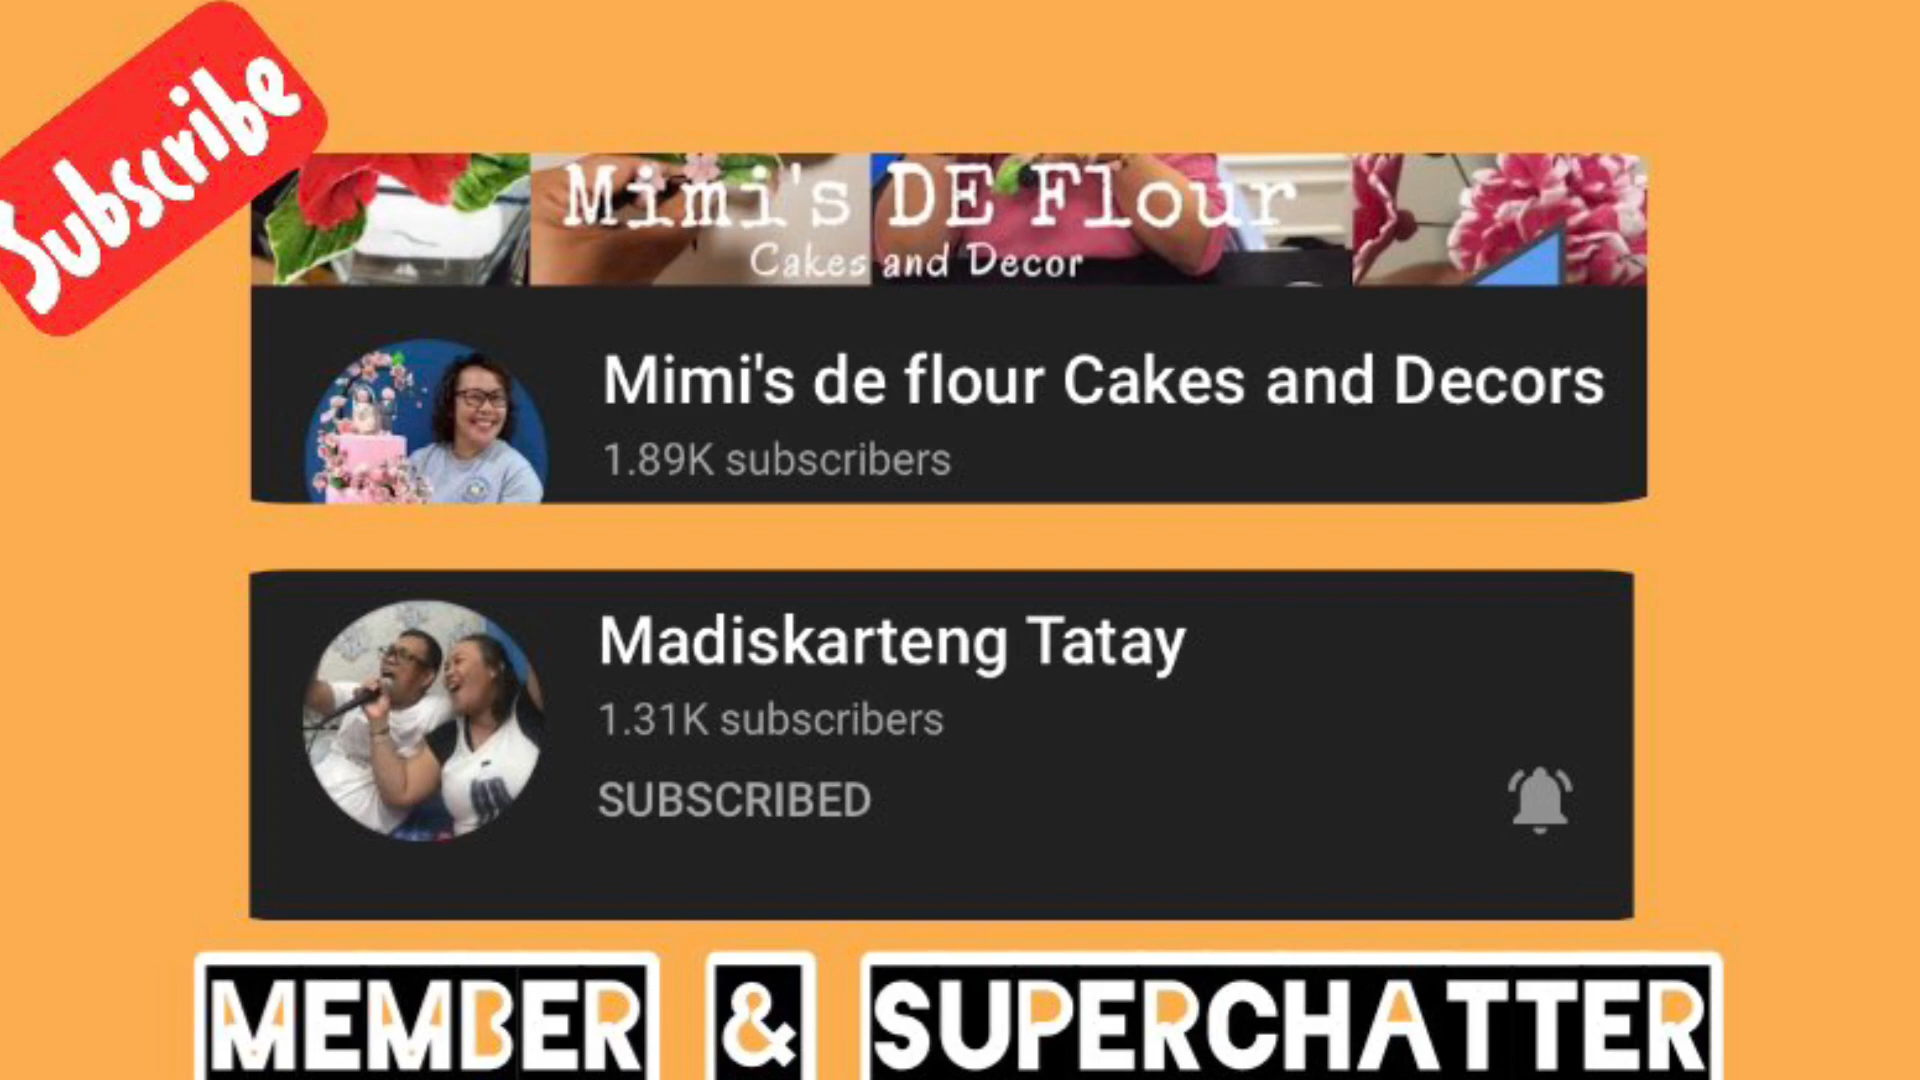 Subscribe
Mimi's DE Flour
Cakes and Decor
Mimi's de flour Cakes and Decors
1.89K subscribers
Madiskarteng Tatay
1.31K subscribers
SUBSCRIBED
MEMBER & SUPERCHATTER